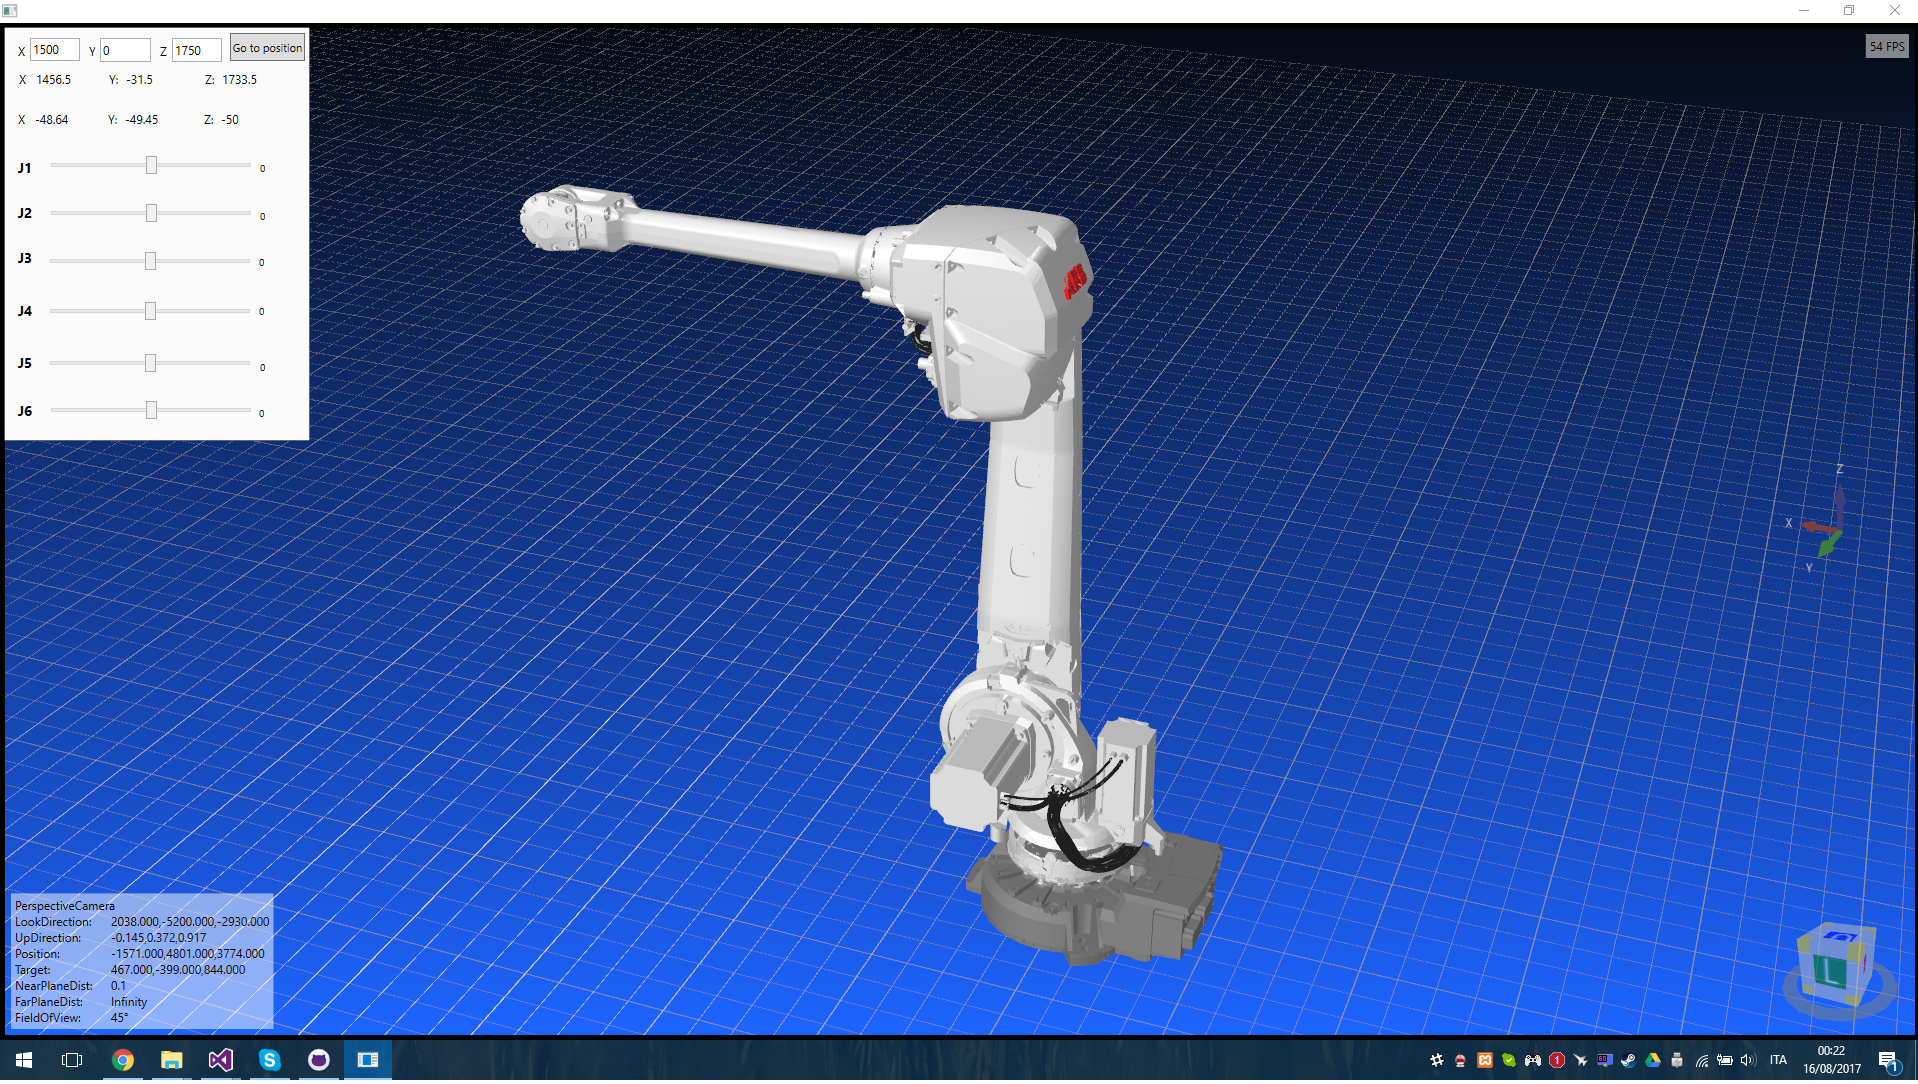 X 1500 Y 0 Z 1750 Go to position
X 1456.5 Y: -31.5 Z: 1733.5
X -48.64 Y: -49.45 Z: -50
J1 0
J2 0
J3 0
J4 0
J5 0
J6 0
54 FPS
Z
X
Y
L
PerspectiveCamera
LookDirection: 2038.000,-5200.000,-2930.000
UpDirection: -0.145,0.372,0.917
Position: -1571.000,4801.000,3774.000
Target: 467.000,-399.000,844.000
NearPlaneDist: 0.1
FarPlaneDist: Infinity
FieldOfView: 45°
ITA
00:22
16/08/2017
1